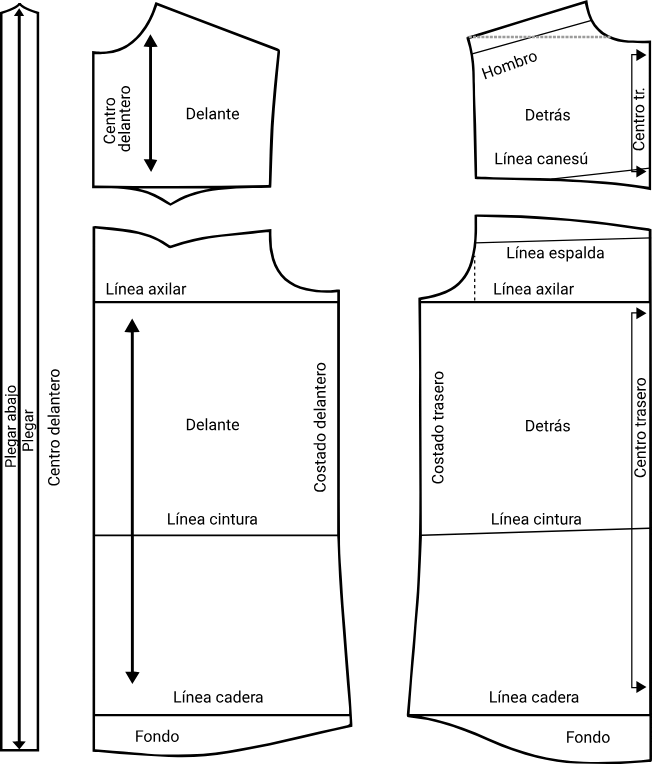 Plegar abajo
Plegar
Centro delantero
Centro
delantero
Delante
Línea axilar
Delante
Costado delantero
Línea cintura
Línea cadera
Fondo
Hombro
Detrás
Centro tr.
Línea canesú
Línea espalda
Línea axilar
Costado trasero
Detrás
Centro trasero
Línea cintura
Línea cadera
Fondo